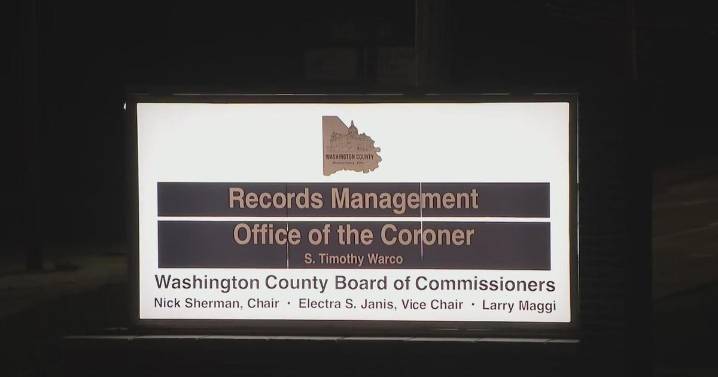 WASHINGTON COUNTY
Records Management
Office of the Coroner
S. Timothy Warco
Washington County Board of Commissioners
Nick Sherman, Chair · Electra S. Janis, Vice Chair · Larry Maggi